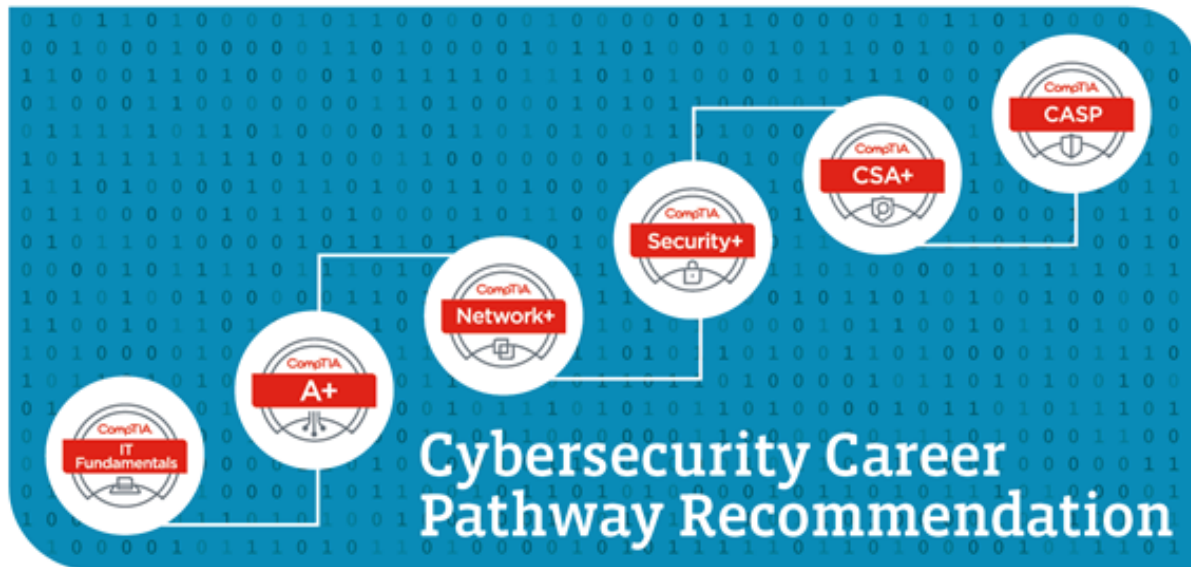 CompTIA
IT
Fundamentals
CompTIA
A+
CompTIA
Network+
CompTIA
Security+
CompTIA
CSA+
CompTIA
CASP
Cybersecurity Career
Pathway Recommendation